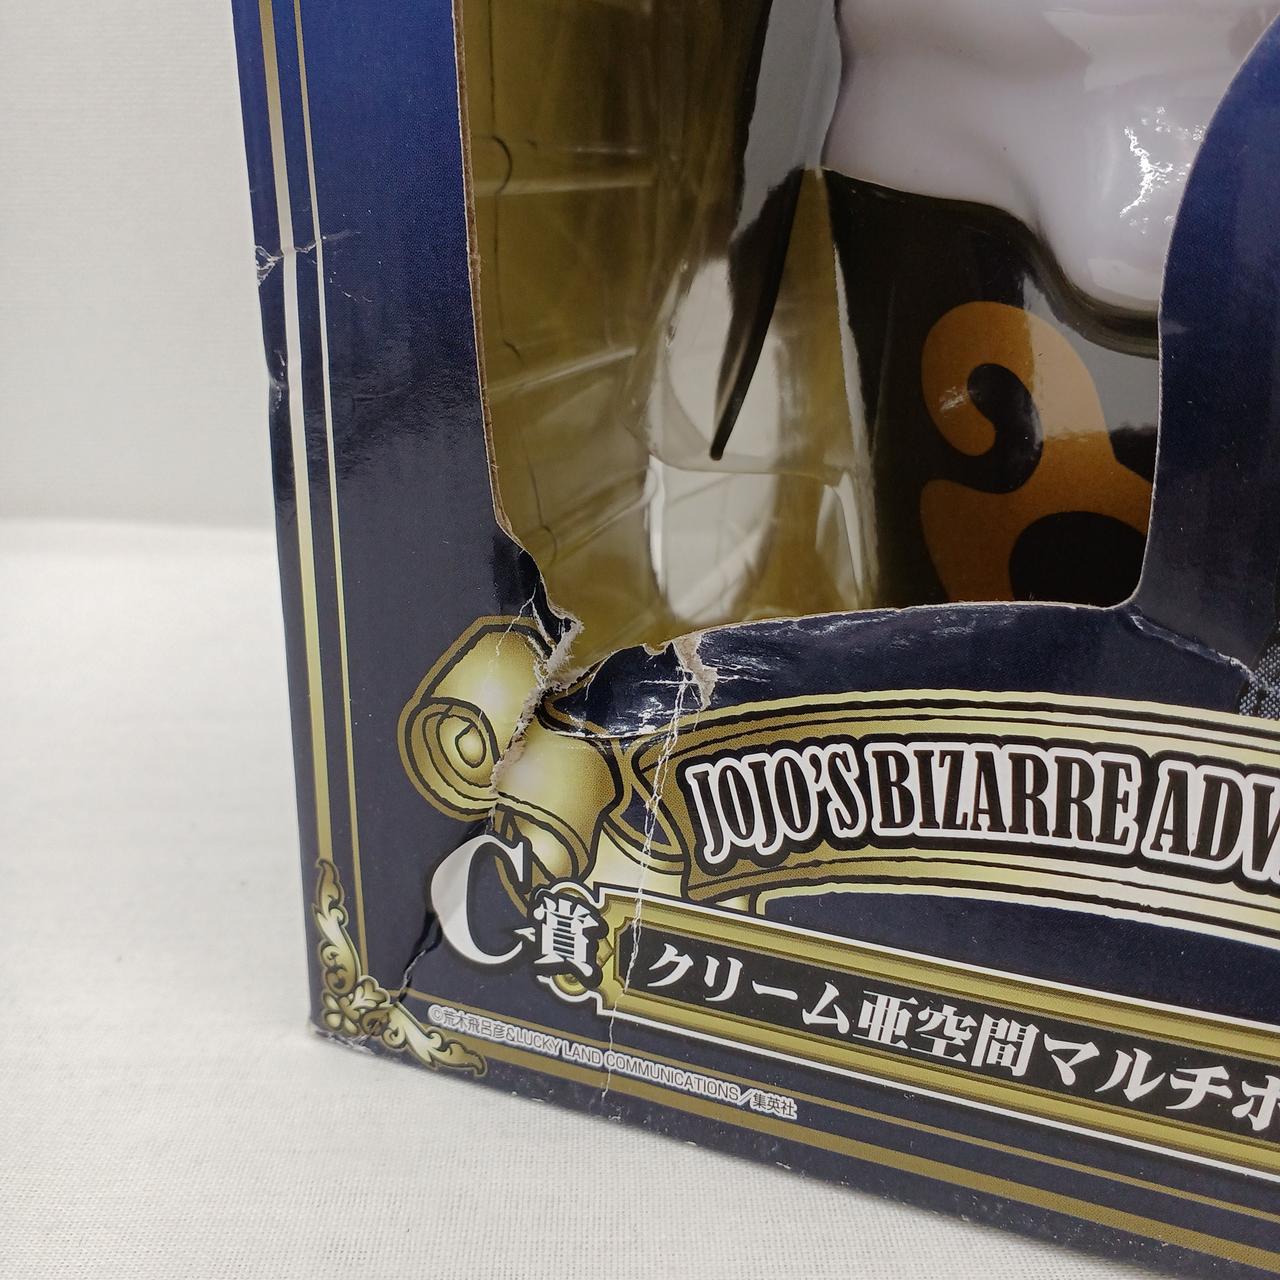 JOJO'S BIZARRE ADV
C賞
クリーム亜空間マルチポ
©荒木飛呂彦&LUCKY LAND COMMUNICATIONS/集英社